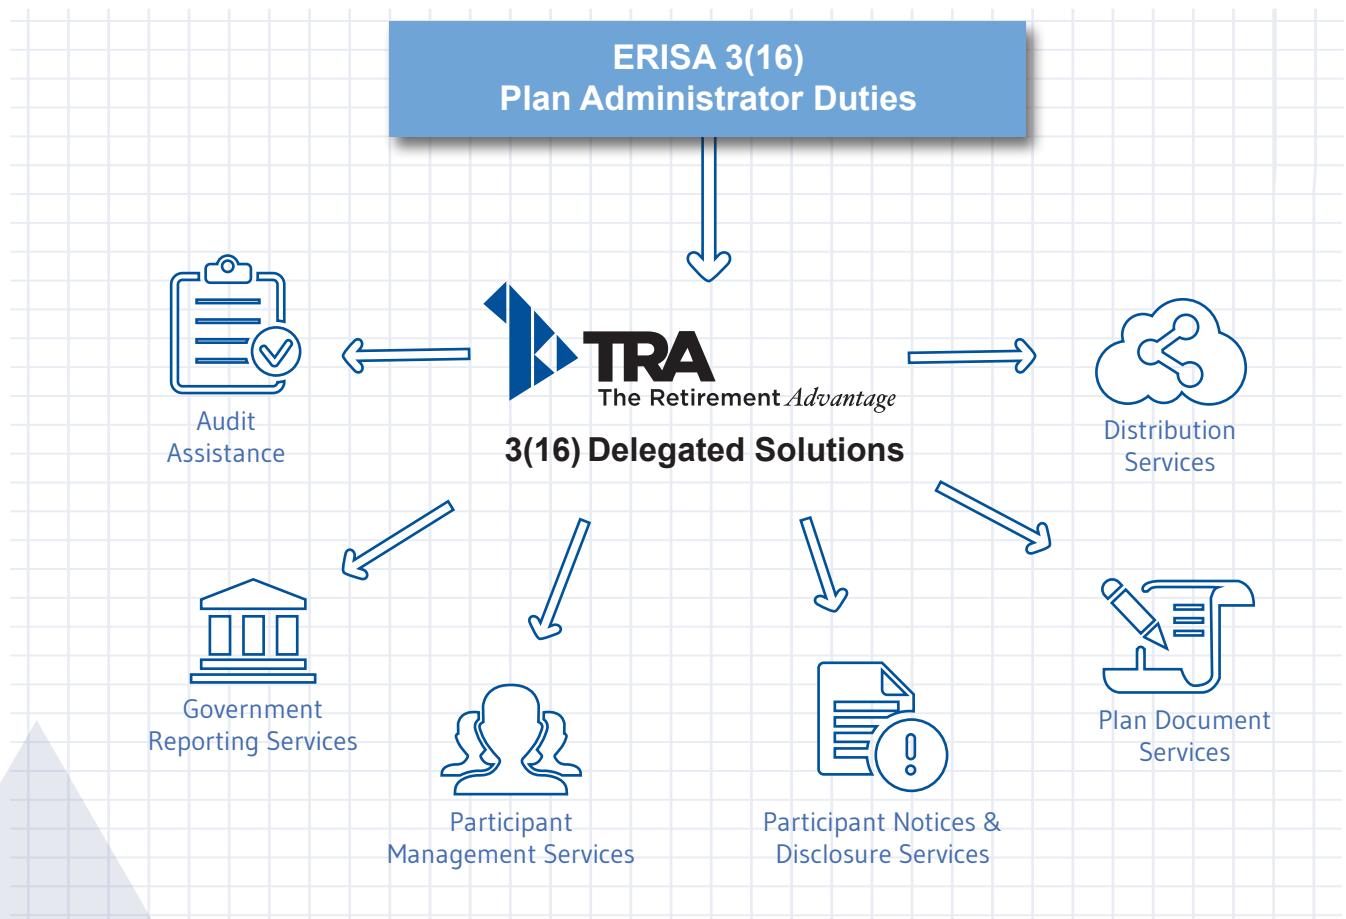 ERISA 3(16)
Plan Administrator Duties
TRA
The Retirement Advantage
3(16) Delegated Solutions
Audit
Assistance
Distribution
Services
Government
Reporting Services
Participant
Management Services
Participant Notices &
Disclosure Services
Plan Document
Services